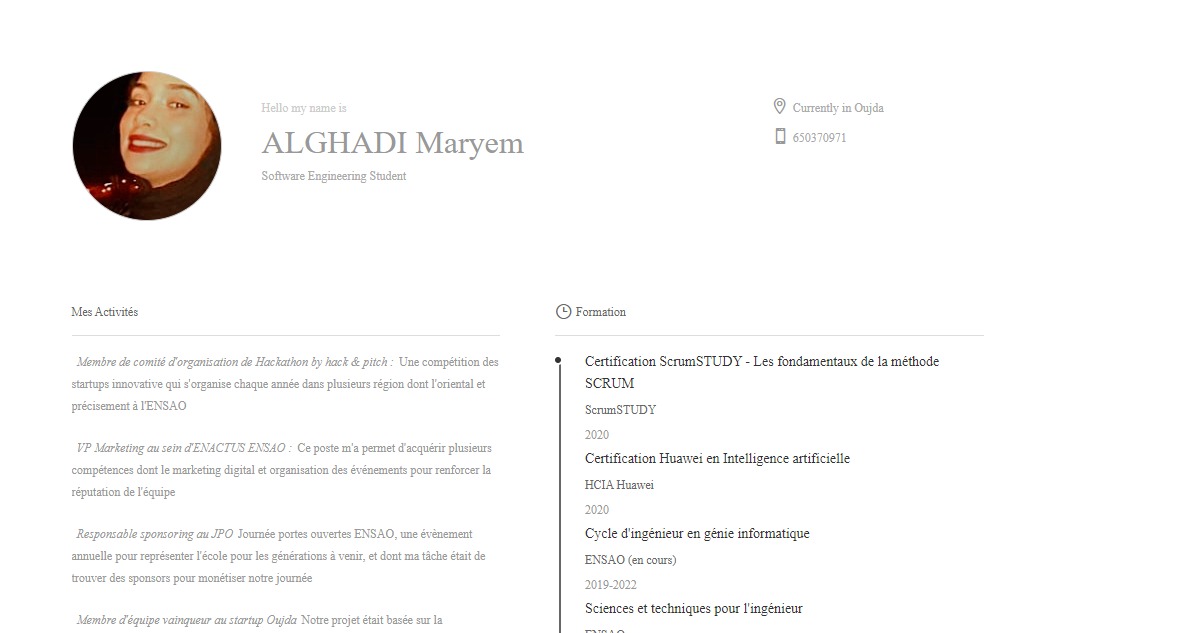 Hello my name is
ALGHADI Maryem
Software Engineering Student
Currently in Oujda
650370971
Mes Activités
Membre de comité d'organisation de Hackathon by hack & pitch : Une compétition des
startups innovative qui s'organise chaque année dans plusieurs région dont l'oriental et
précisement à l'ENSAO
VP Marketing au sein d'ENACTUS ENSAO : Ce poste m'a permet d'acquérir plusieurs
compétences dont le marketing digital et organisation des événements pour renforcer la
réputation de l'équipe
Responsable sponsoring au JPO Journée portes ouvertes ENSAO, une évènement
annuelle pour représenter l'école pour les générations à venir, et dont ma tâche était de
trouver des sponsors pour monétiser notre journée
Membre d'équipe vainqueur au startup Oujda Notre projet était basée sur la
Formation
Certification ScrumSTUDY - Les fondamentaux de la méthode
SCRUM
ScrumSTUDY
2020
Certification Huawei en Intelligence artificielle
HCIA Huawei
2020
Cycle d'ingénieur en génie informatique
ENSAO (en cours)
2019-2022
Sciences et techniques pour l'ingénieur
ENSAO